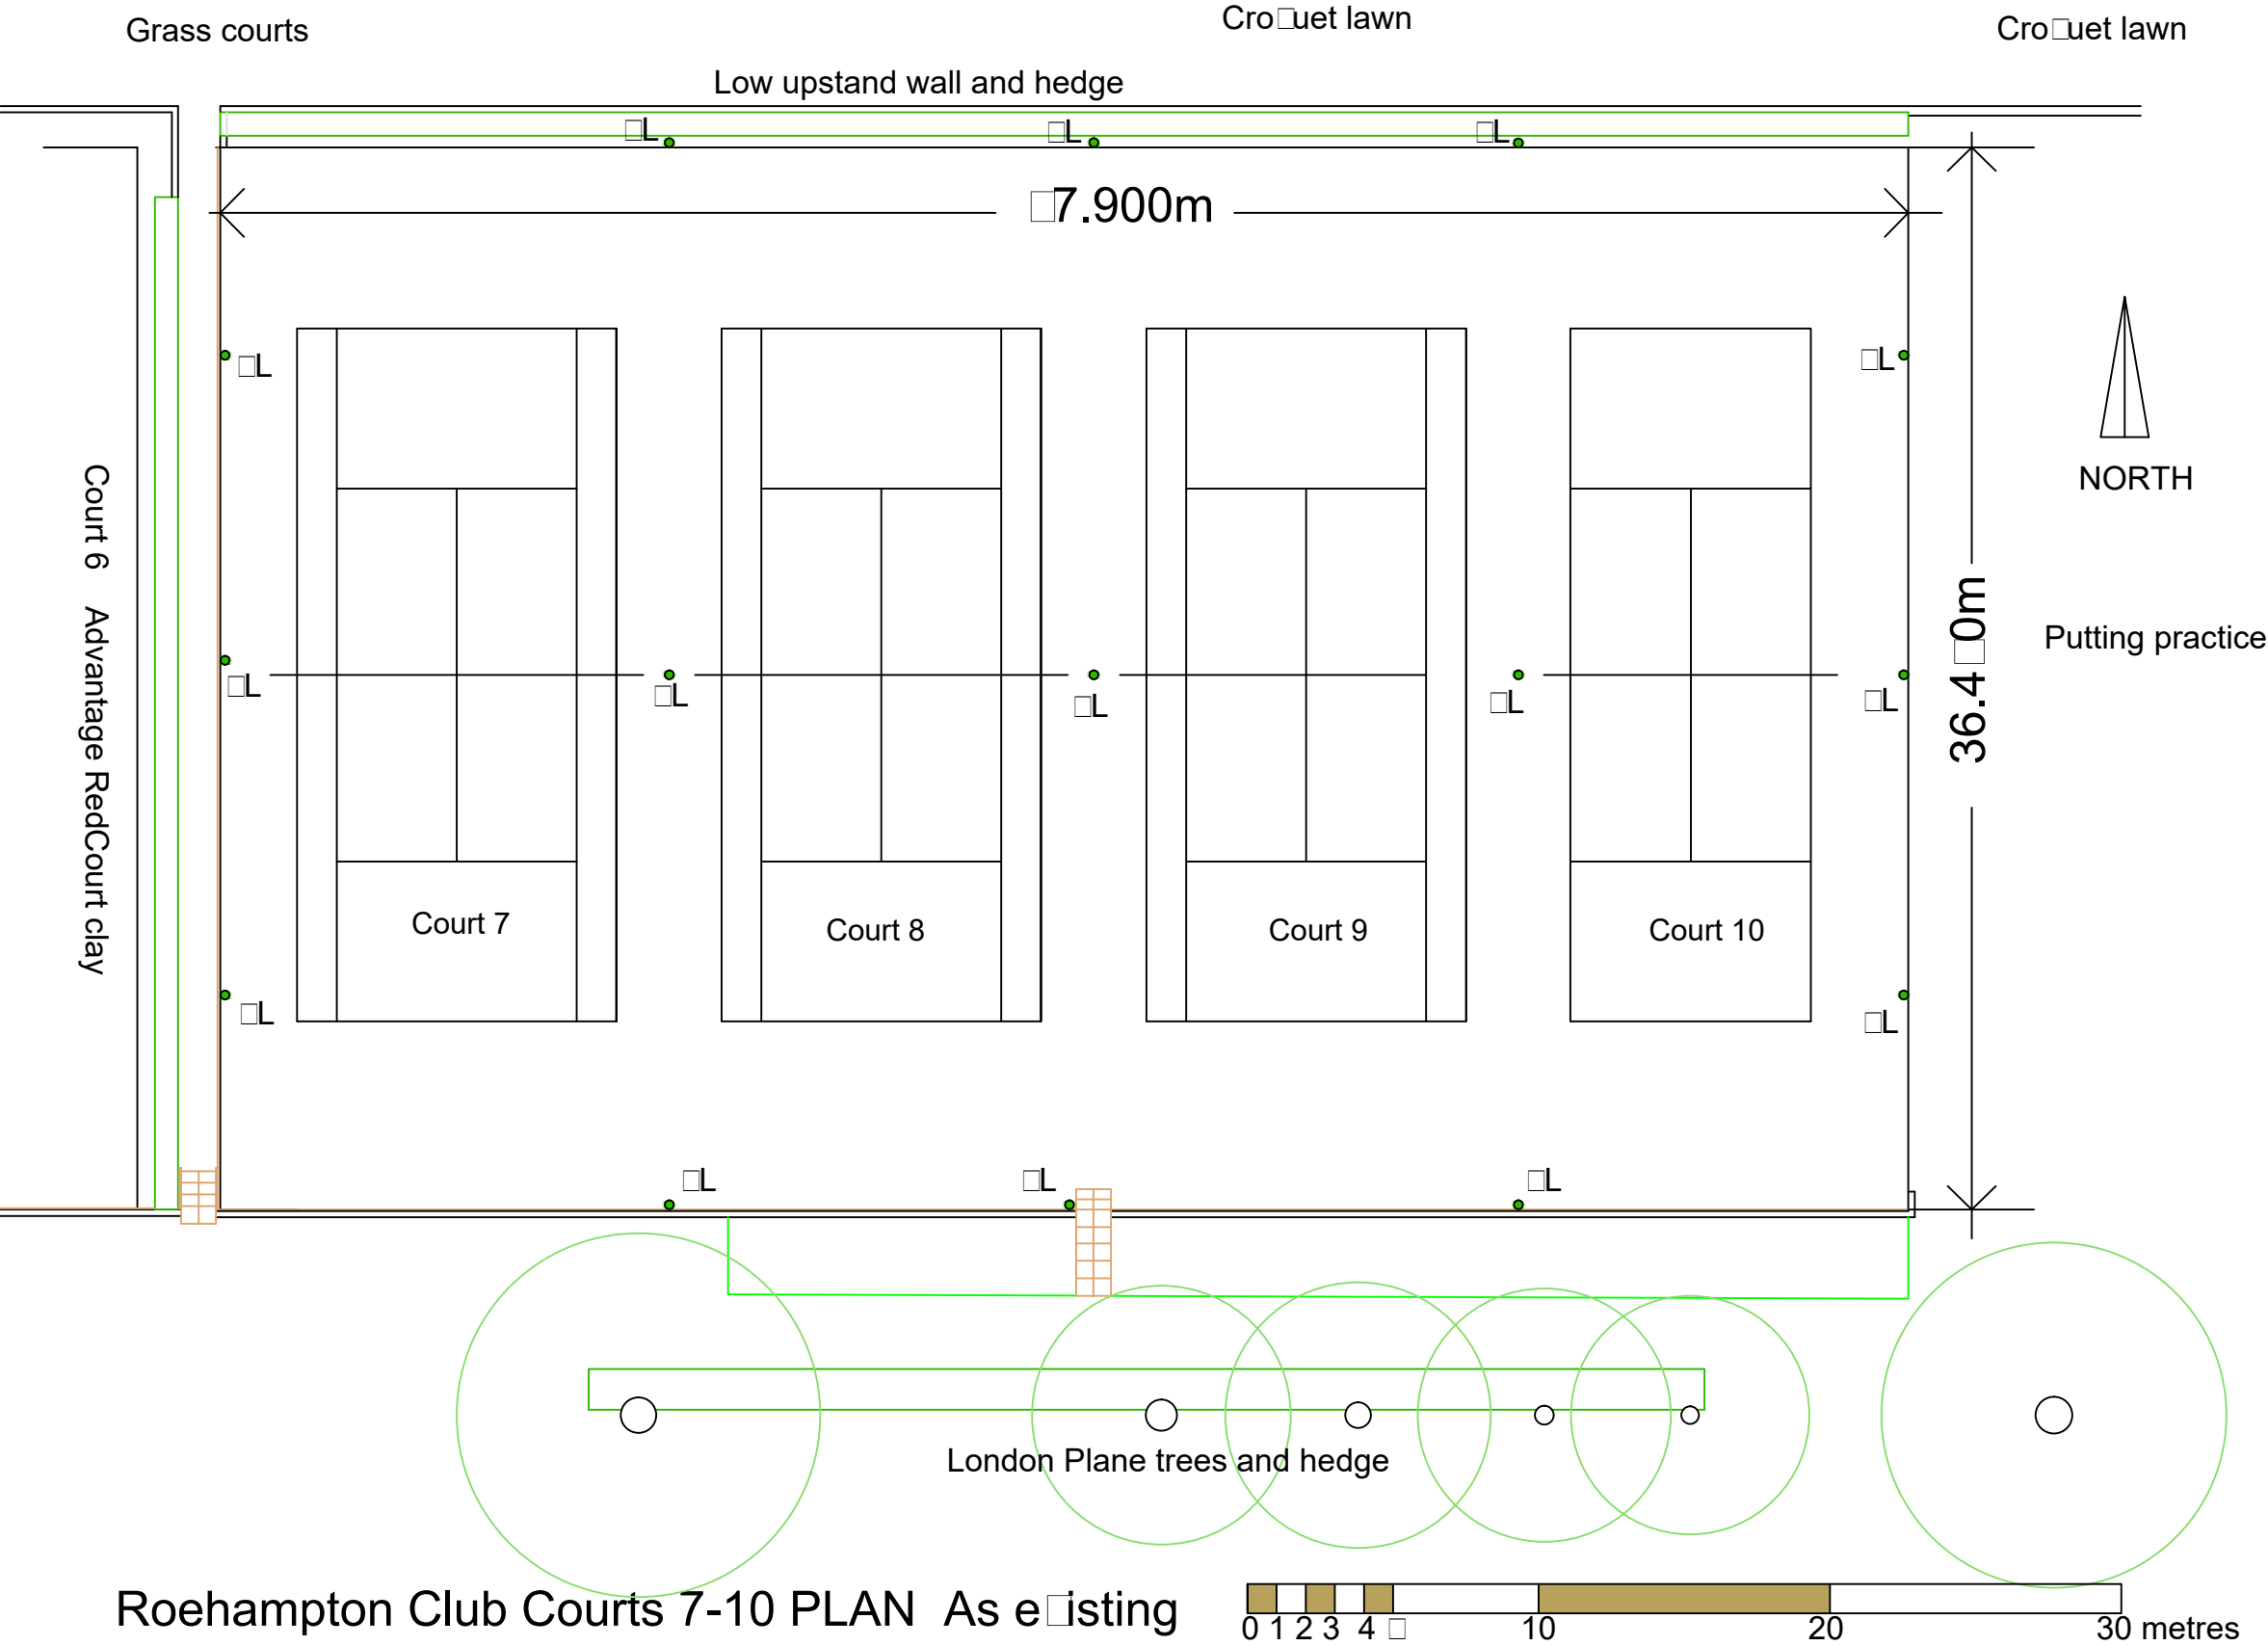 Grass courts
Cro□uet lawn
Cro□uet lawn
Low upstand wall and hedge
□L
□L
□L
□7.900m
□L
□L
NORTH
Court 6 Advantage RedCourt clay
36.4□0m
Putting practice
□L
□L
□L
□L
□L
Court 7
Court 8
Court 9
Court 10
□L
□L
□L
□L
□L
London Plane trees and hedge
Roehampton Club Courts 7-10 PLAN As e□isting
0 1 2 3 4 □ 10 20 30 metres